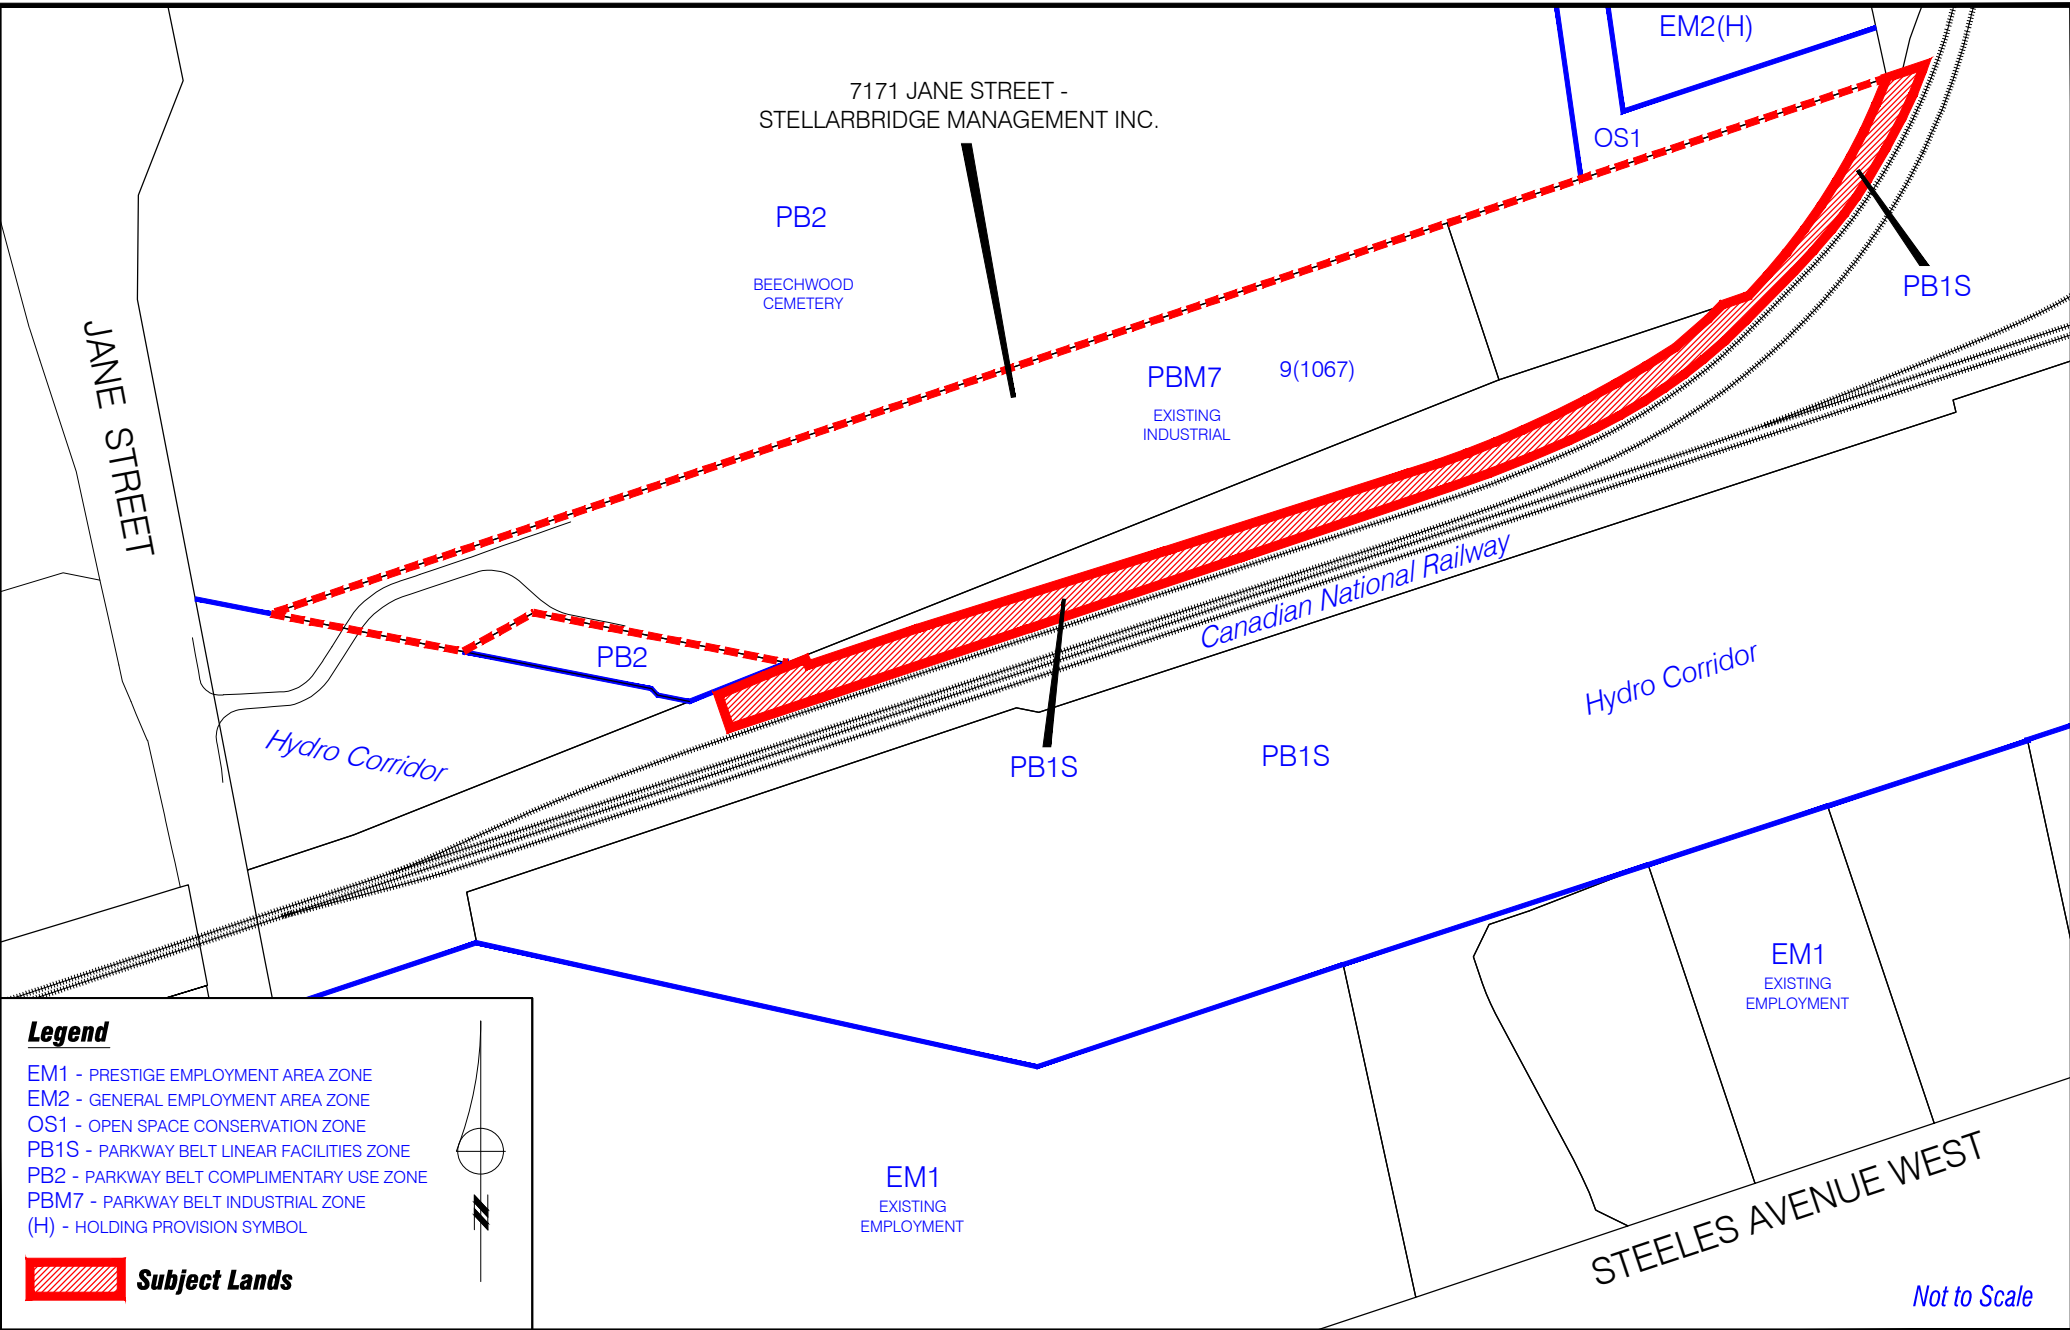 EM2(H)
7171 JANE STREET -
STELLARBRIDGE MANAGEMENT INC.
OS1
PB2
BEECHWOOD
CEMETERY
PB1S
JANE STREET
PBM7 9(1067)
EXISTING
INDUSTRIAL
Canadian National Railway
PB2
Hydro Corridor
Hydro Corridor
PB1S
PB1S
EM1
EXISTING
EMPLOYMENT
EM1
EXISTING
EMPLOYMENT
STEELES AVENUE WEST
Legend
EM1 - PRESTIGE EMPLOYMENT AREA ZONE
EM2 - GENERAL EMPLOYMENT AREA ZONE
OS1 - OPEN SPACE CONSERVATION ZONE
PB1S - PARKWAY BELT LINEAR FACILITIES ZONE
PB2 - PARKWAY BELT COMPLIMENTARY USE ZONE
PBM7 - PARKWAY BELT INDUSTRIAL ZONE
(H) - HOLDING PROVISION SYMBOL
Subject Lands
Not to Scale